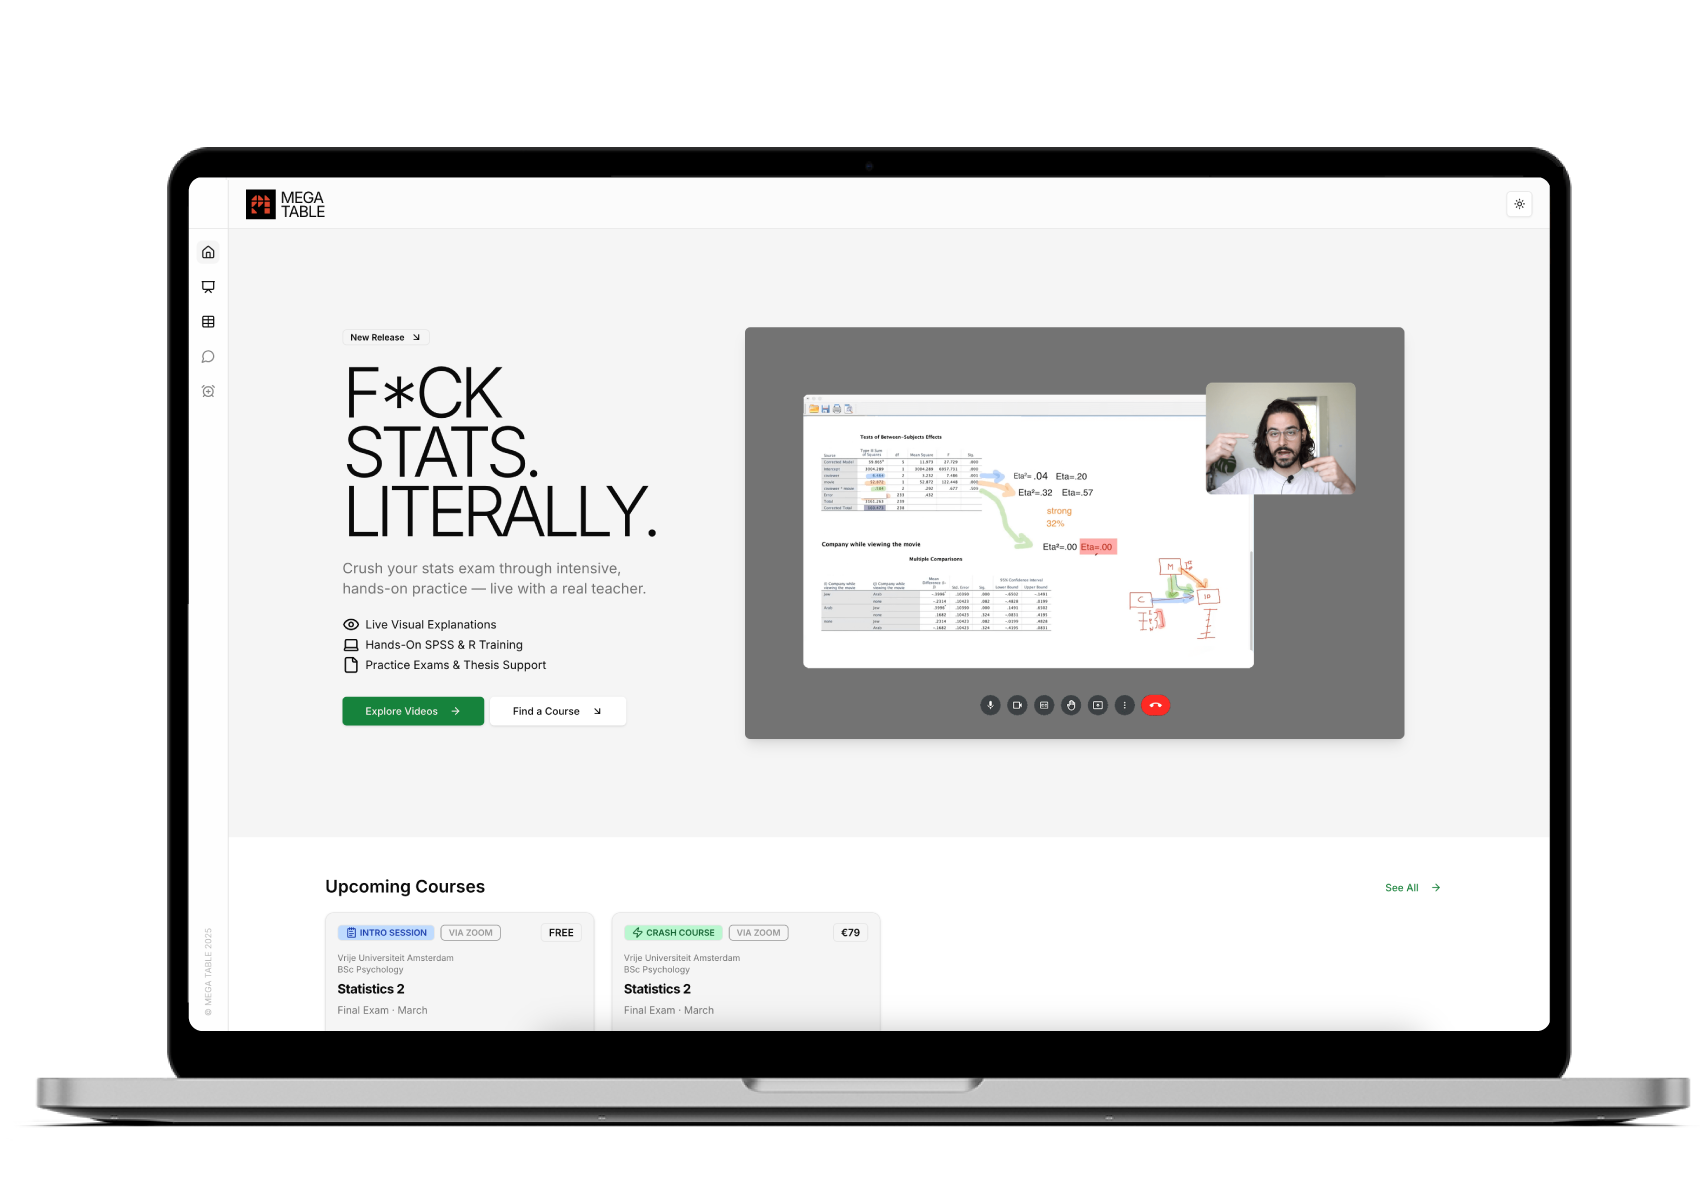 MEGA
TABLE
New Release
F*CK
STATS.
LITERALLY.
Crush your stats exam through intensive,
hands-on practice — live with a real teacher.
Live Visual Explanations
Hands-On SPSS & R Training
Practice Exams & Thesis Support
Explore Videos
Find a Course
Tests of Between-Subjects Effects
Source
Mean Square
F
Sig.
Eta²=.04 Eta=.20
Eta²=.32 Eta=.57
strong
32%
Eta²=.00 Eta=.00
Company while viewing the movie
Multiple Comparisons
M
C
Upcoming Courses
See All
INTRO SESSION
VIA ZOOM
FREE
Vrije Universiteit Amsterdam
BSc Psychology
Statistics 2
Final Exam · March
CRASH COURSE
VIA ZOOM
€79
Vrije Universiteit Amsterdam
BSc Psychology
Statistics 2
Final Exam · March
© MEGA TABLE 2025